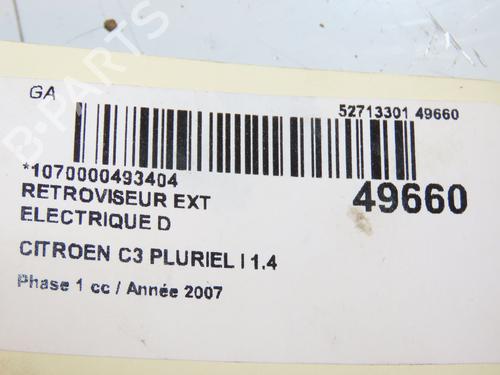 GA
52713301 49660
*1070000493404
49660
RETROVISEUR EXT
ELECTRIQUE D
CITROEN C3 PLURIEL I 1.4
Phase 1 cc / Année 2007
B-PARTS